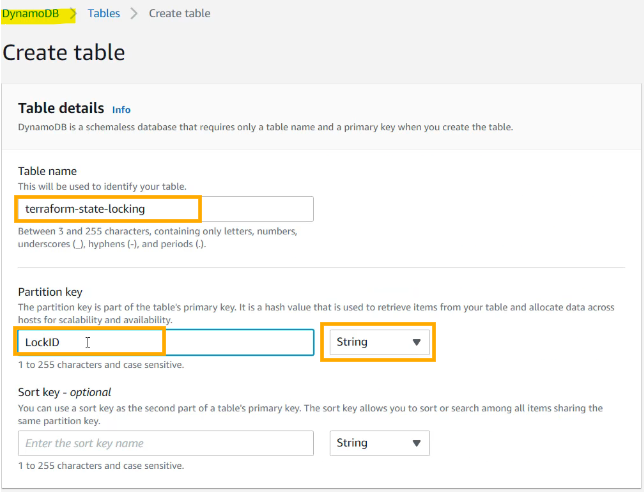 DynamoDB > Tables > Create table
Create table
Table details Info
DynamoDB is a schemaless database that requires only a table name and a primary key when you create the table.
Table name
This will be used to identify your table.
terraform-state-locking
Between 3 and 255 characters, containing only letters, numbers,
underscores (_), hyphens (-), and periods (.).
Partition key
The partition key is part of the table's primary key. It is a hash value that is used to retrieve items from your table and allocate data across
hosts for scalability and availability.
LockID String
1 to 255 characters and case sensitive.
Sort key - optional
You can use a sort key as the second part of a table's primary key. The sort key allows you to sort or search among all items sharing the
same partition key.
Enter the sort key name String
1 to 255 characters and case sensitive.